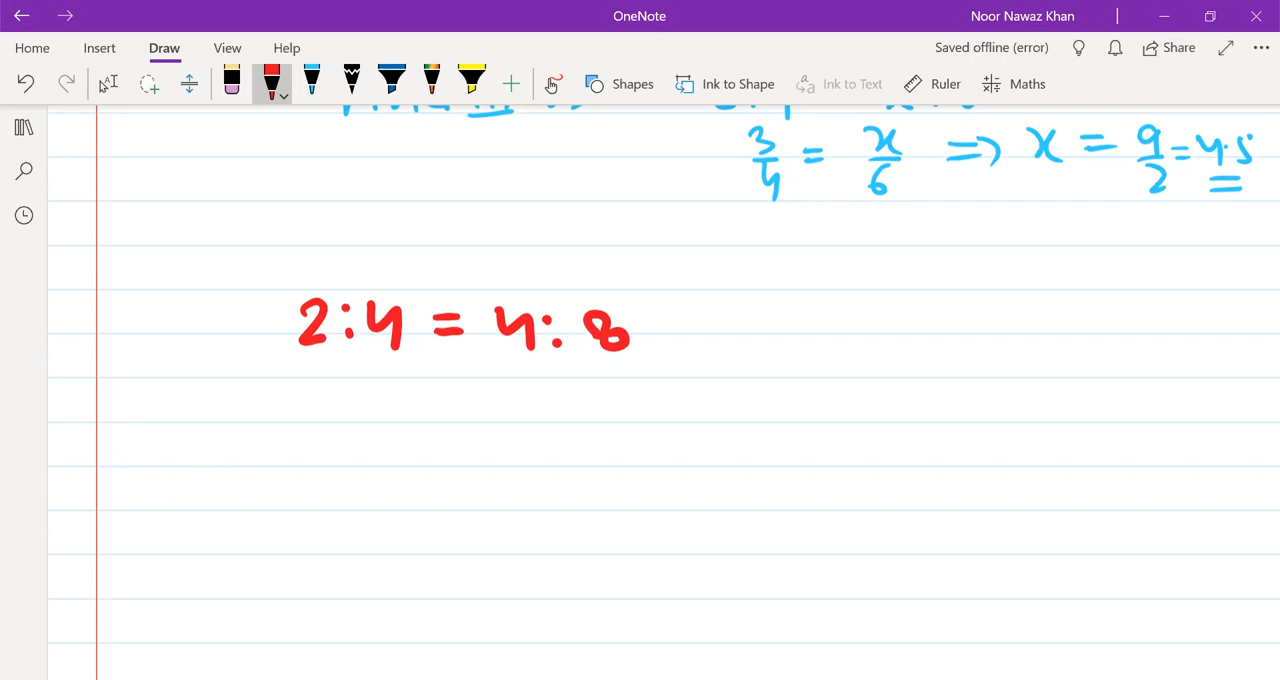 OneNote
Noor Nawaz Khan
Home Insert Draw View Help
Saved offline (error) Share
Shapes Ink to Shape Ink to Text Ruler Maths
3/4 = x/6 => x = 9/2 = 4.5
2:4 = 4:8